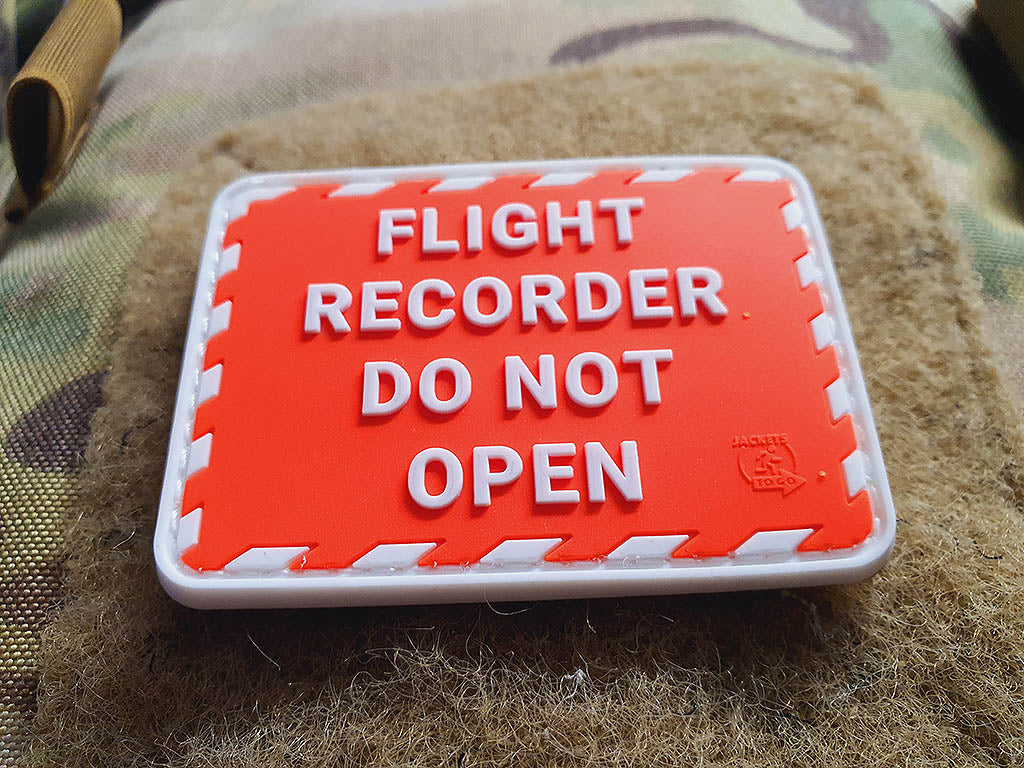 FLIGHT
RECORDER
DO NOT
OPEN
JACKETS
TO GO